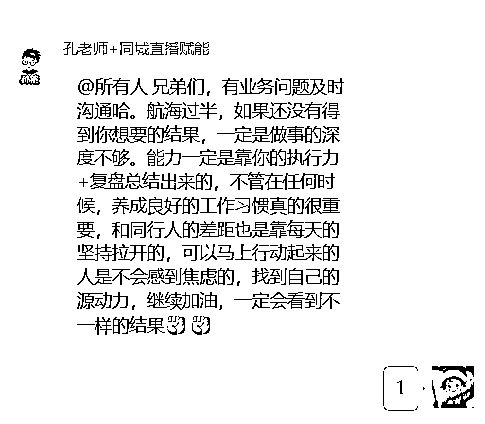 孔老师+同城直播赋能
@所有人 兄弟们，有业务问题及时
沟通哈。航海过半，如果还没有得
到你想要的结果，一定是做事的深
度不够。能力一定是靠你的执行力
+复盘总结出来的，不管在任何时
候，养成良好的工作习惯真的很重
要，和同行人的差距也是靠每天的
坚持拉开的，可以马上行动起来的
人是不会感到焦虑的，找到自己的
源动力，继续加油，一定会看到不
一样的结果
1